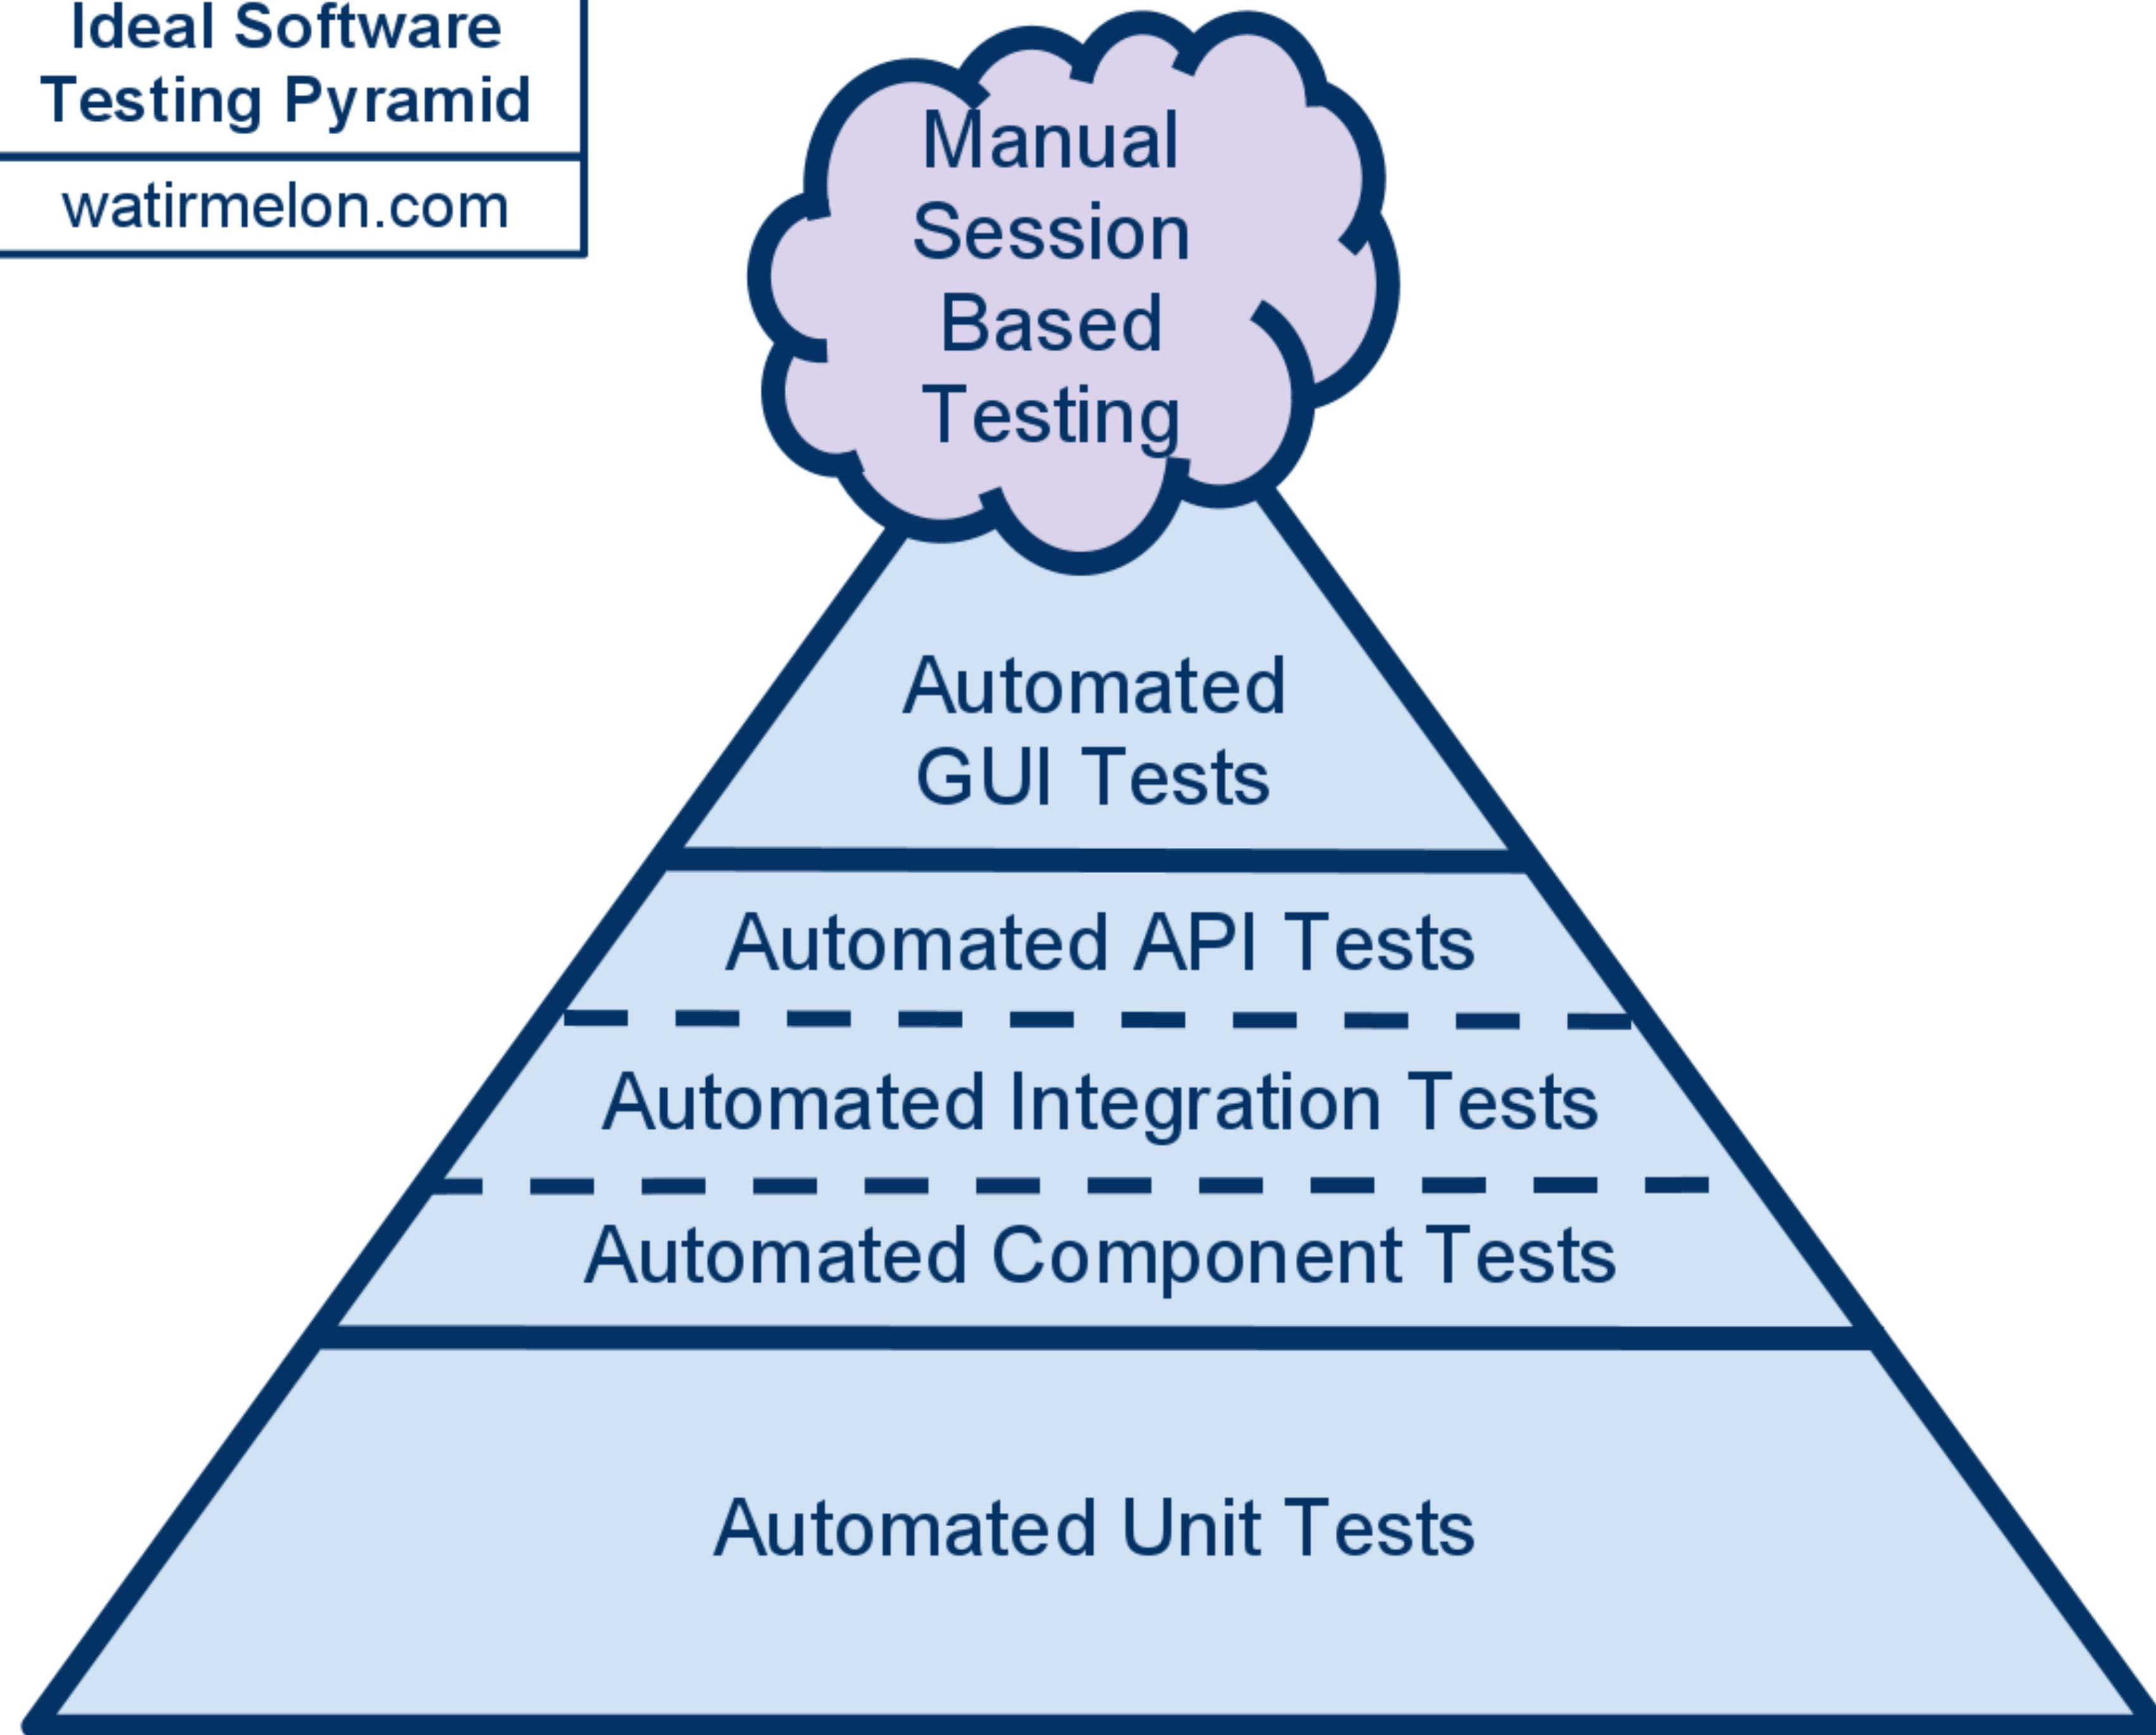 Ideal Software
Testing Pyramid
watirmelon.com
Manual
Session
Based
Testing
Automated
GUI Tests
Automated API Tests
Automated Integration Tests
Automated Component Tests
Automated Unit Tests